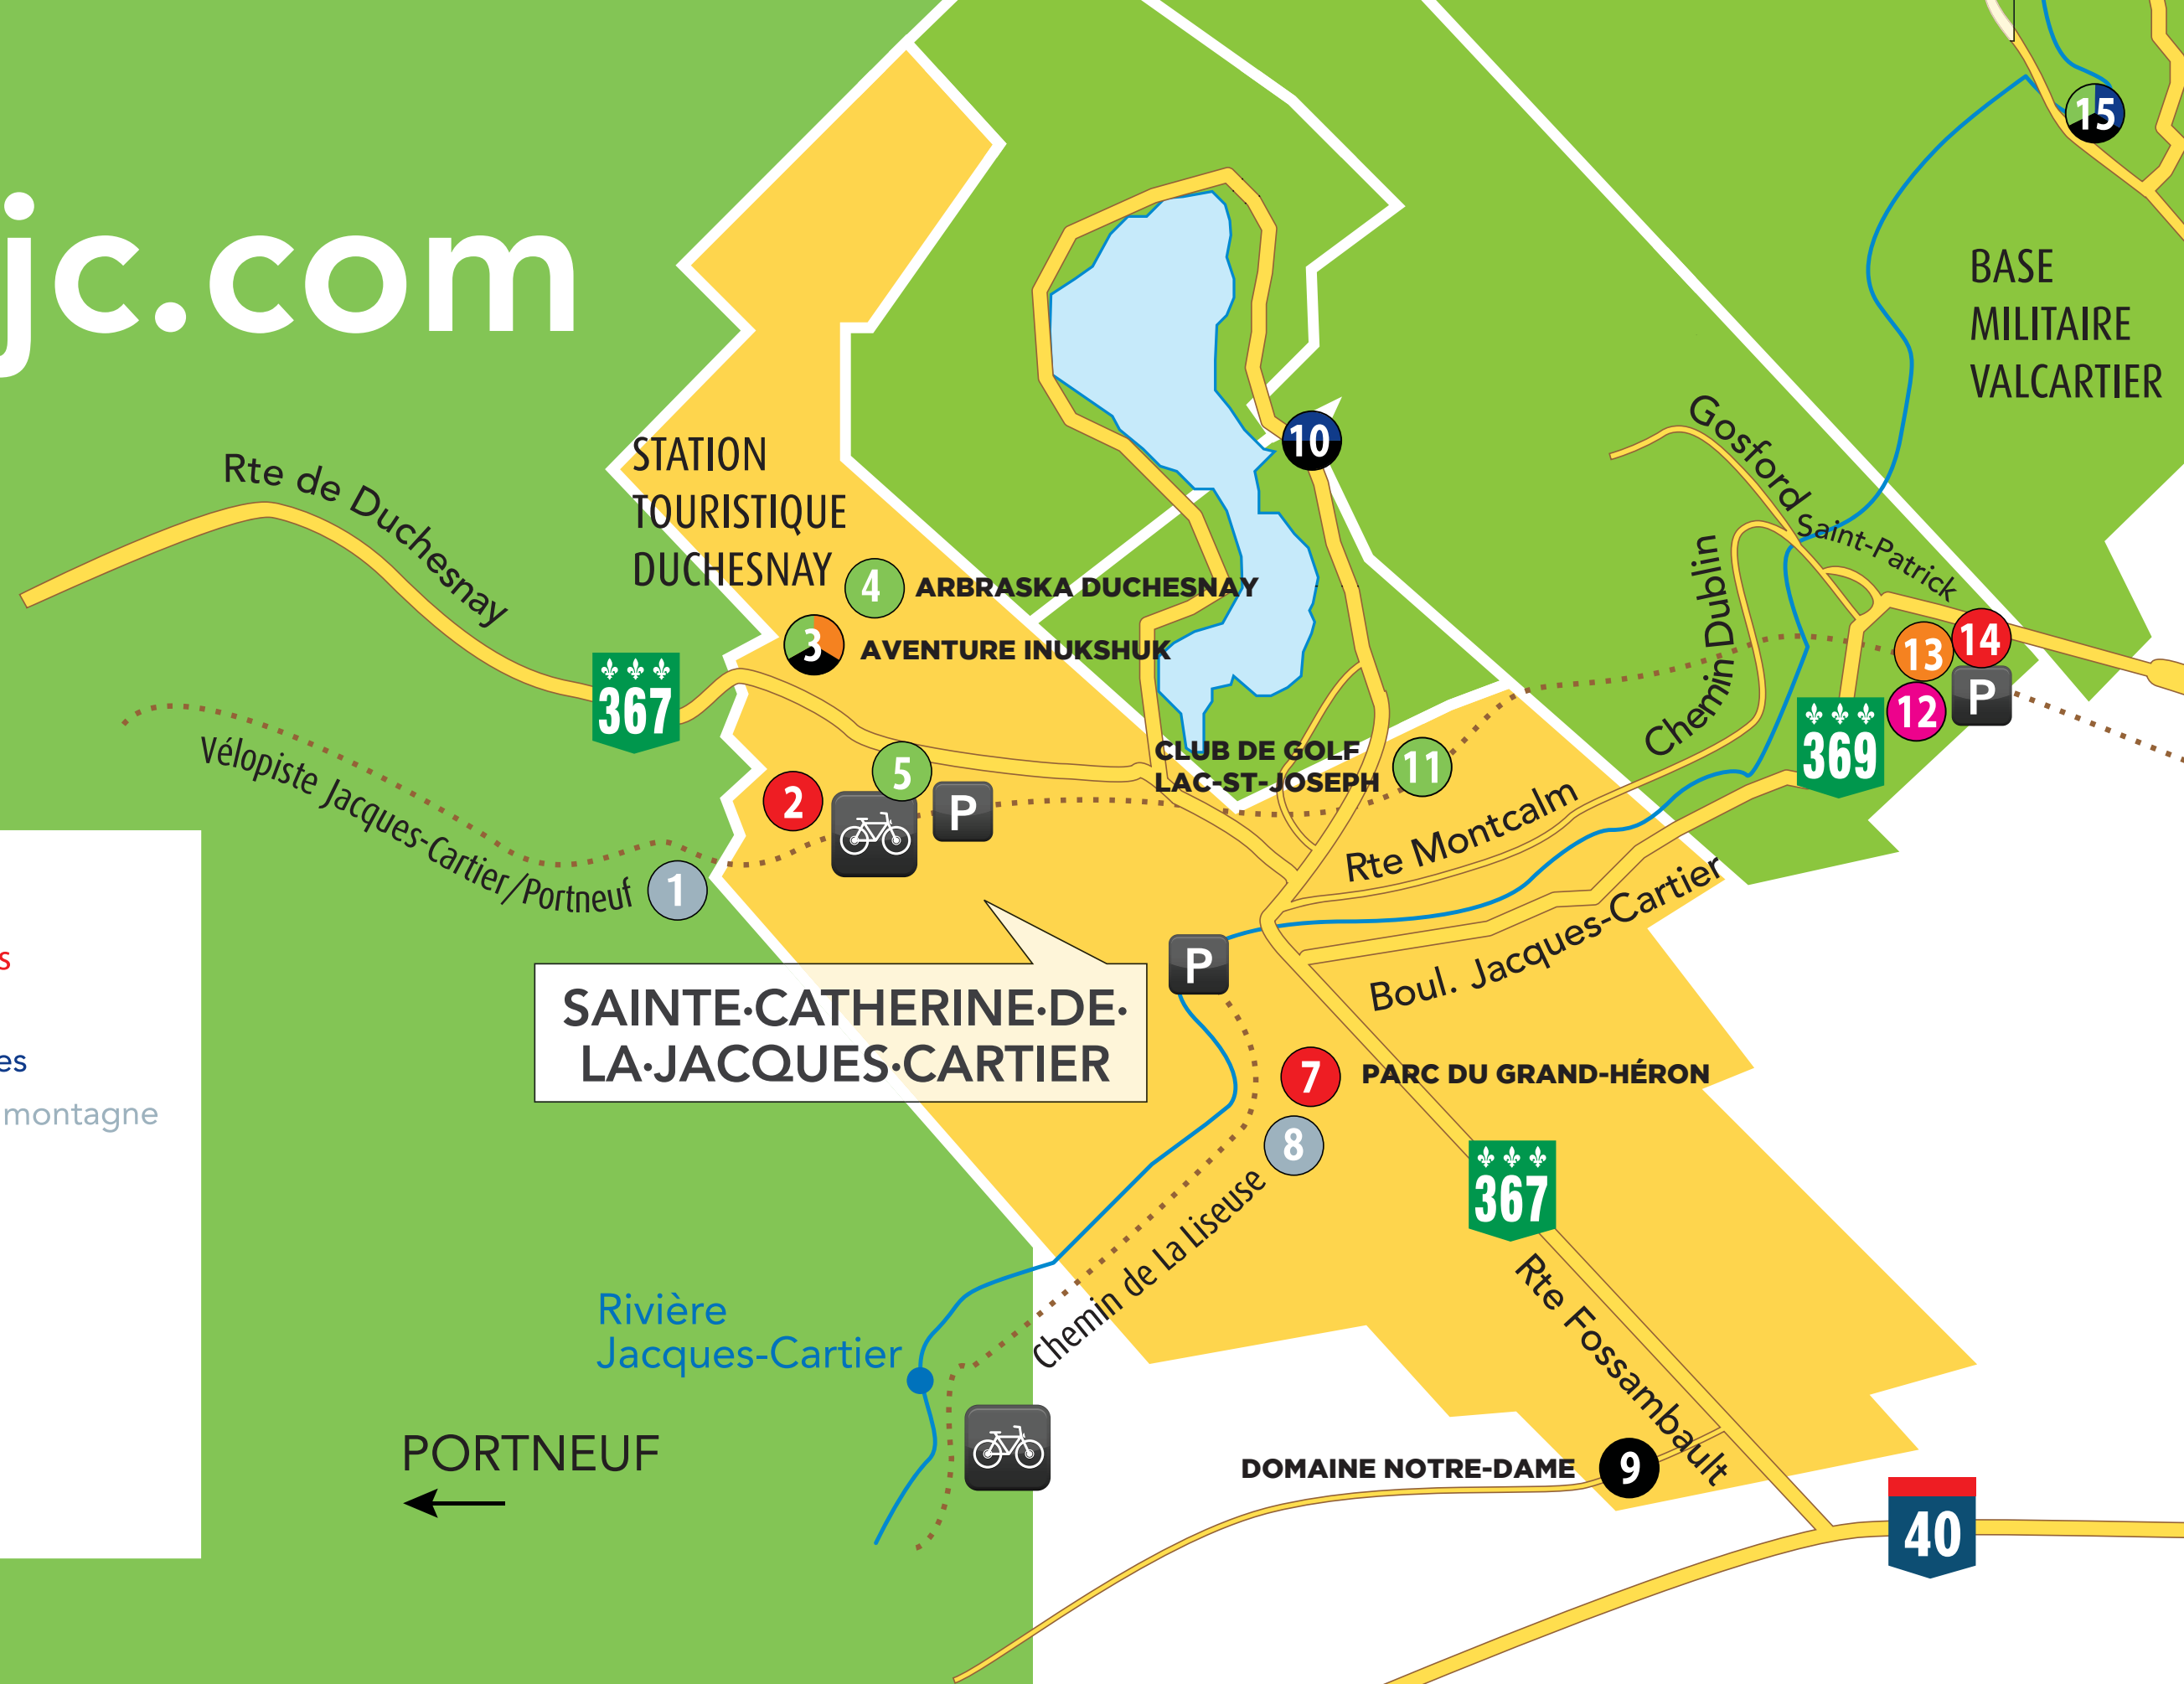 jc.com
15
BASE
MILITAIRE
VALCARTIER
Gosford
10
STATION
TOURISTIQUE
DUCHESNAY
Rte de Duchesnay
Saint-Patrick
Chemin Duqlin
4 ARBRASKA DUCHESNAY
3 AVENTURE INUKSHUK
13
14
12
P
367
369
Vélopiste Jacques-Cartier/Portneuf
CLUB DE GOLF
LAC-ST-JOSEPH
11
5
2
P
1
Rte Montcalm
Boul. Jacques-Cartier
P
SAINTE·CATHERINE·DE·
LA·JACQUES·CARTIER
s
es
montagne
7 PARC DU GRAND-HÉRON
8
Chemin de La Liseuse
367
Rte Fossambault
Rivière
Jacques-Cartier
PORTNEUF
DOMAINE NOTRE-DAME 9
40